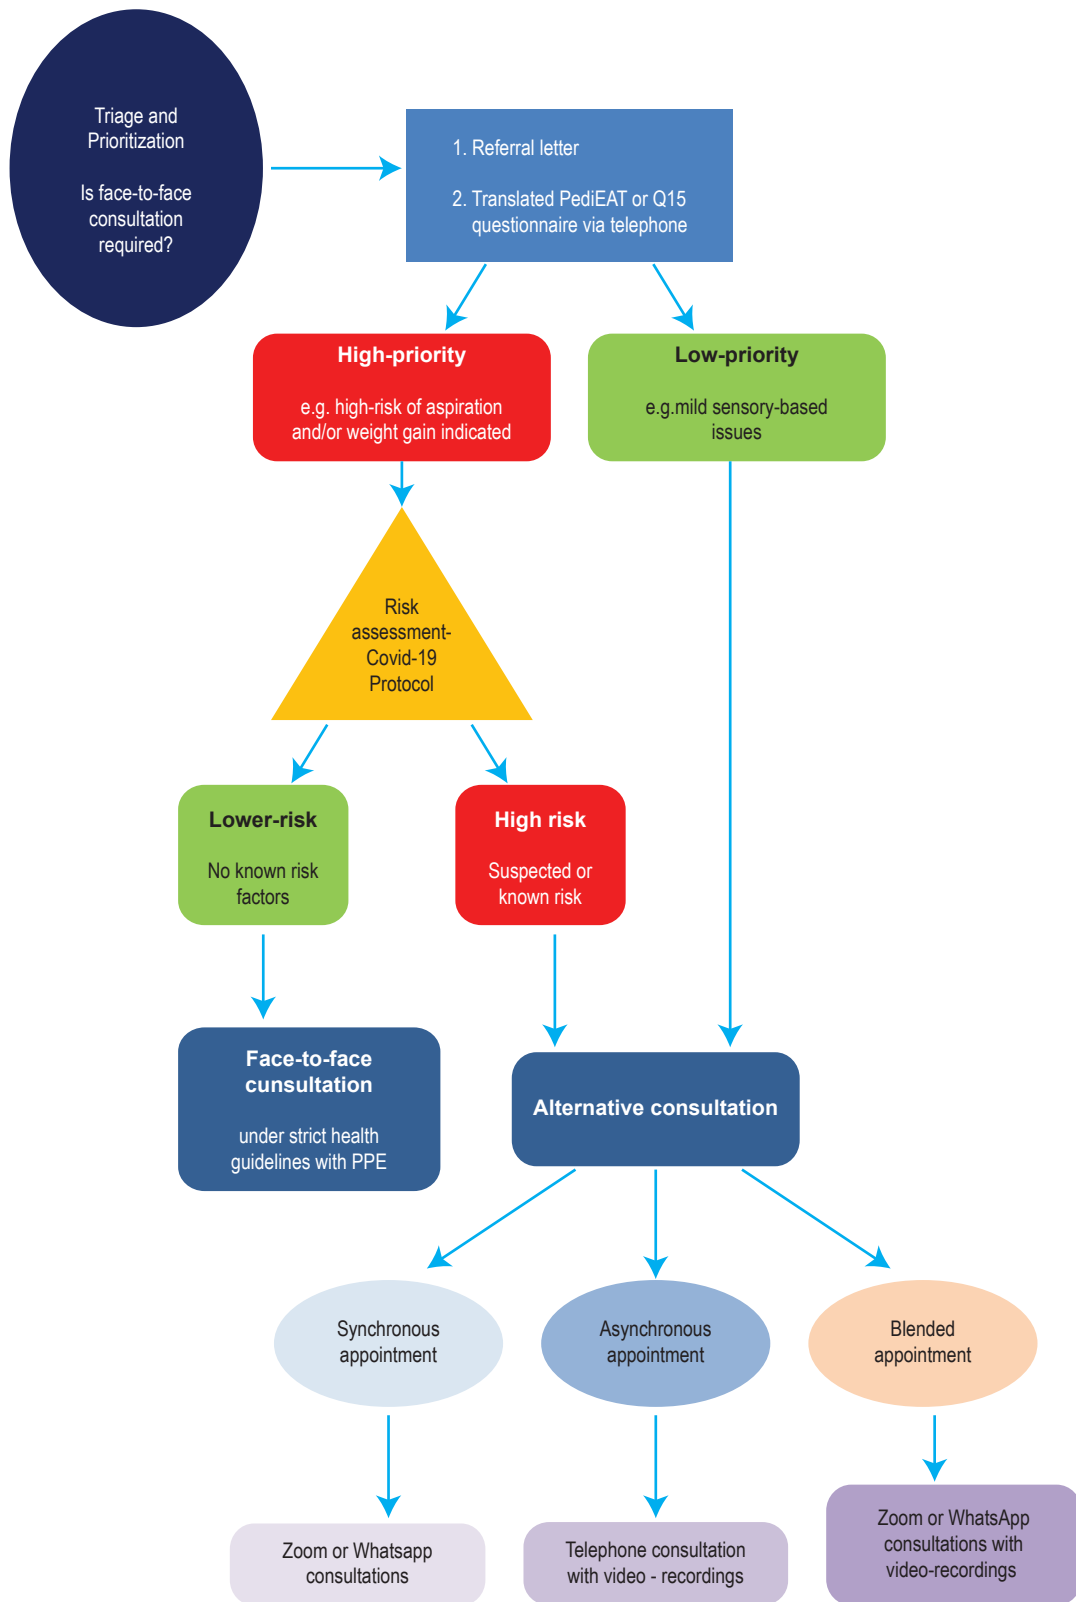 Triage and
Prioritization
Is face-to-face
consultation
required?
1. Referral letter
2. Translated PediEAT or Q15
questionnaire via telephone
High-priority
e.g. high-risk of aspiration
and/or weight gain indicated
Low-priority
e.g.mild sensory-based
issues
Risk
assessment-
Covid-19
Protocol
Lower-risk
No known risk
factors
High risk
Suspected or
known risk
Face-to-face
cunsultation
under strict health
guidelines with PPE
Alternative consultation
Synchronous
appointment
Asynchronous
appointment
Blended
appointment
Zoom or Whatsapp
consultations
Telephone consultation
with video - recordings
Zoom or WhatsApp
consultations with
video-recordings